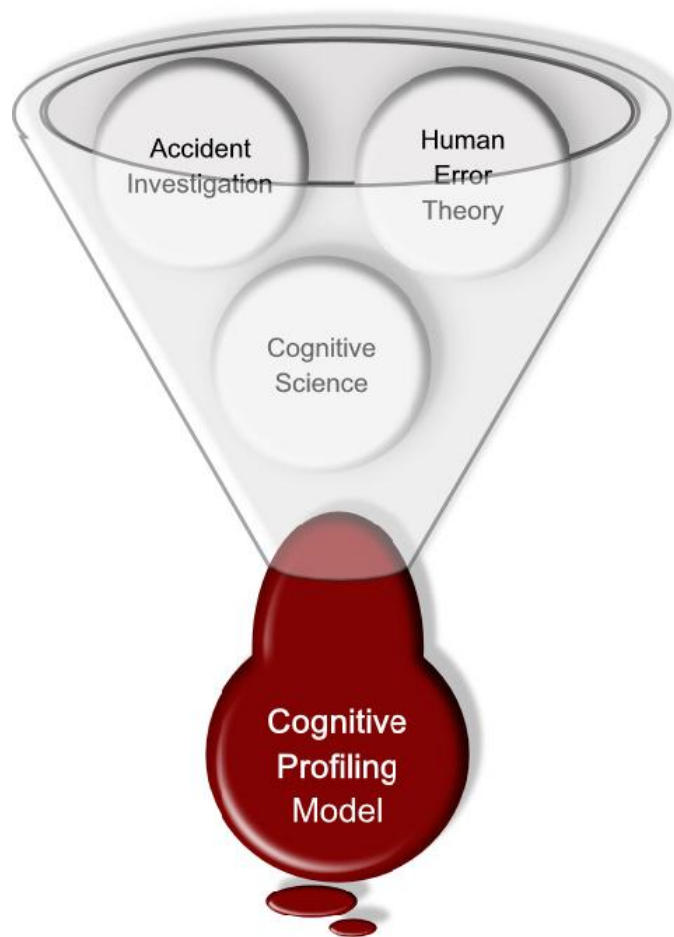 Accident
Investigation
Human
Error
Theory
Cognitive
Science
Cognitive
Profiling
Model